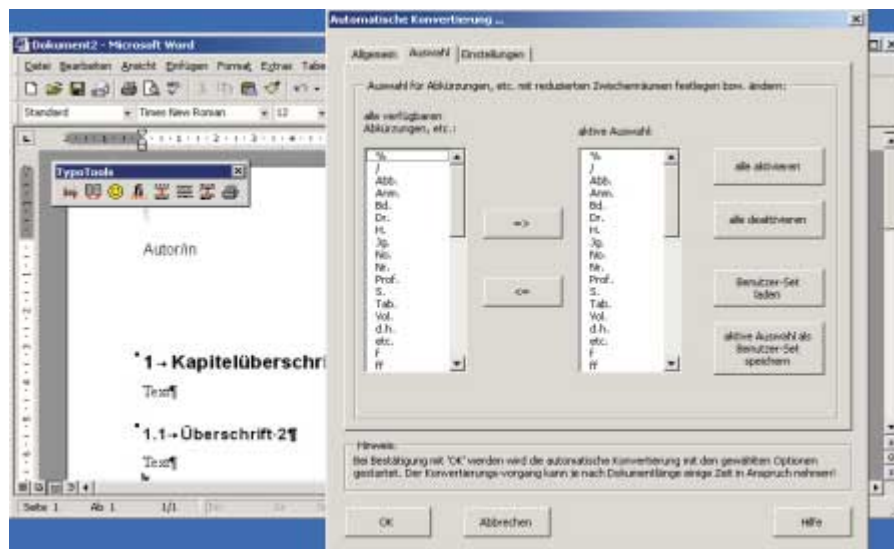 Automatische Konvertierung ...
Dokument2 - Microsoft Word
Datei Bearbeiten Ansicht Einfügen Format Extras Tabe
Standard
Times New Roman
12
TypoTools
Autor/in
1→Kapitelüberschri
Text¶
1.1→Überschrift·2¶
Text¶
Seite 1 Ab 1 1/1
Allgemein Auswahl Einstellungen
Auswahl für Abkürzungen, etc. mit reduzierten Zwischenräumen festlegen bzw. ändern:
alle verfügbaren
Abkürzungen, etc.:
%
/
Abb.
Anm.
Bd.
Dr.
H.
Jg.
No.
Nr.
Prof.
S.
Tab.
Vol.
d.h.
etc.
f
ff
=>
<=
aktive Auswahl:
%
/
Abb.
Anm.
Bd.
Dr.
H.
Jg.
No.
Nr.
Prof.
S.
Tab.
Vol.
d.h.
etc.
f
ff
alle aktivieren
alle deaktivieren
Benutzer-Set
laden
aktive Auswahl als
Benutzer-Set
speichern
Hinweis:
Bei Bestätigung mit 'OK' werden wird die automatische Konvertierung mit den gewählten Optionen
gestartet. Der Konvertierungs-vorgang kann je nach Dokumentlänge einige Zeit in Anspruch nehmen!
OK
Abbrechen
Hilfe